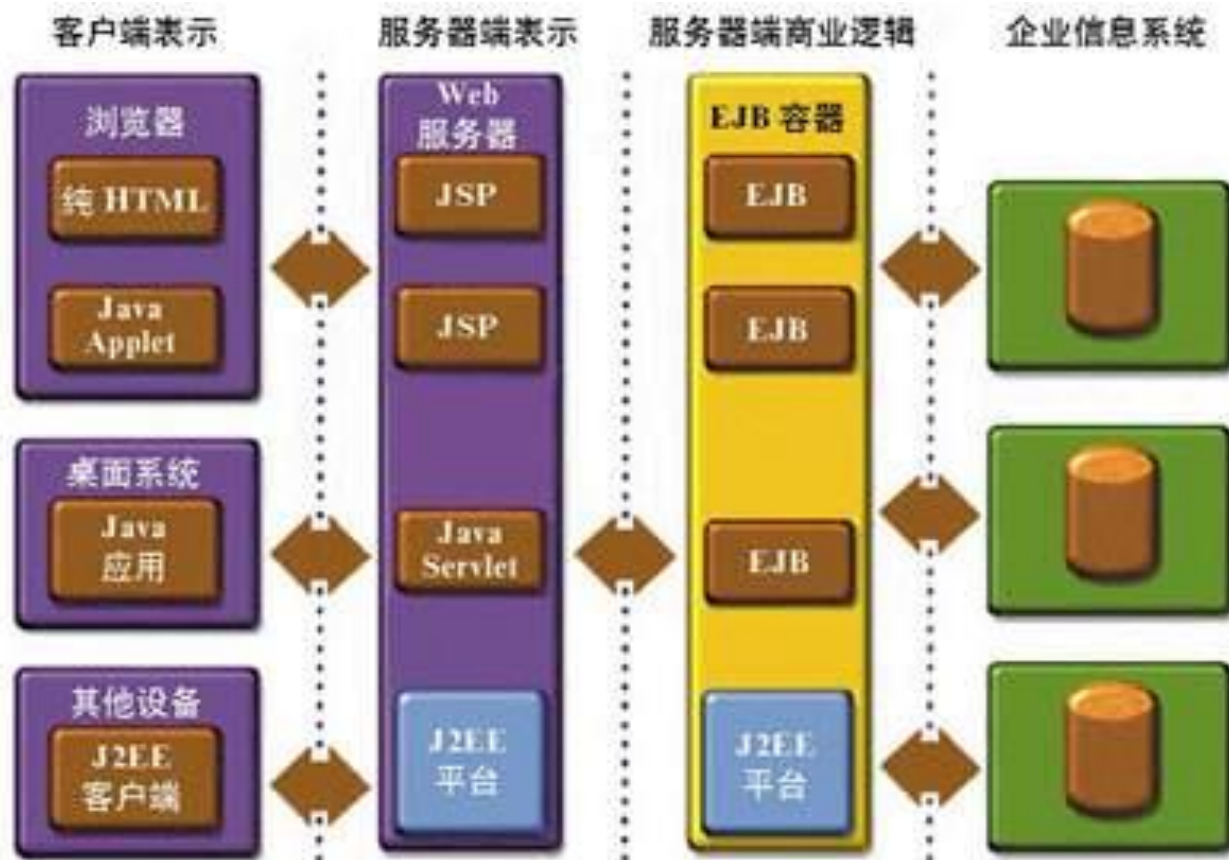 客户端表示
服务器端表示
服务器端商业逻辑
企业信息系统
浏览器
纯 HTML
Java
Applet
桌面系统
Java
应用
其他设备
J2EE
客户端
Web
服务器
JSP
JSP
Java
Servlet
J2EE
平台
EJB 容器
EJB
EJB
EJB
J2EE
平台